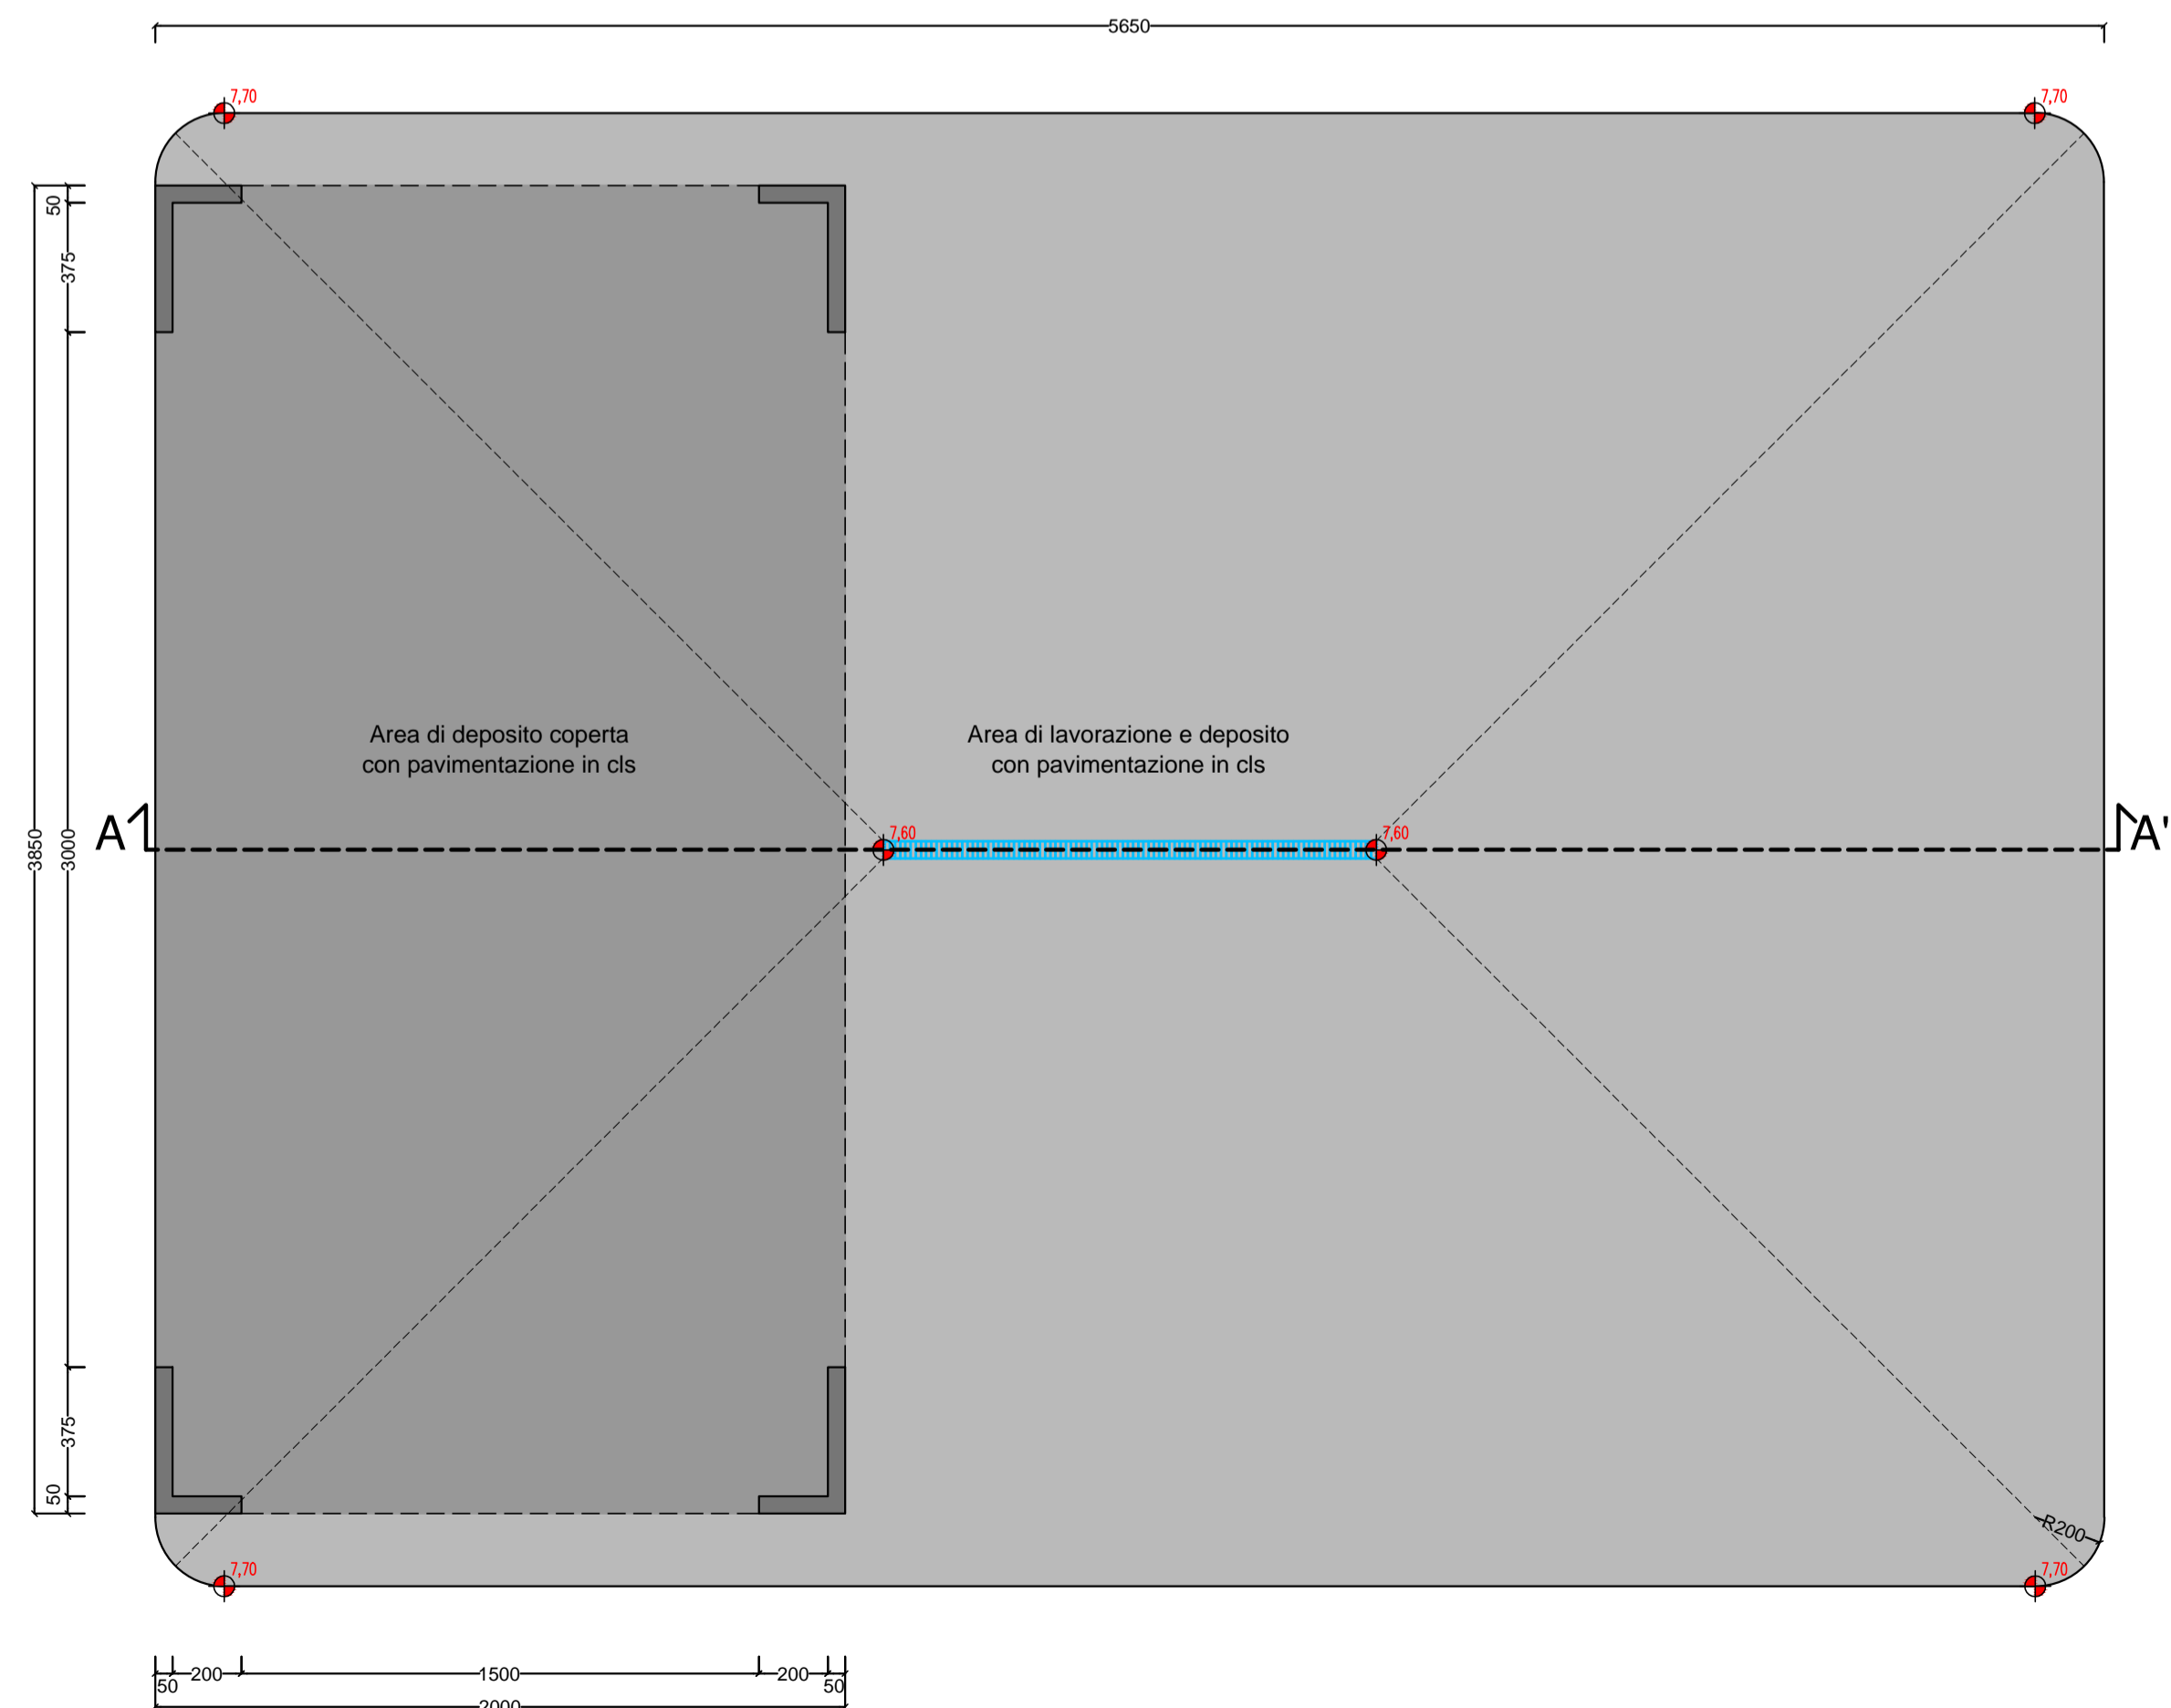 5650
7,70
7,70
50
375
Area di deposito coperta
con pavimentazione in cls
Area di lavorazione e deposito
con pavimentazione in cls
A
7,60
7,60
A'
3850
3000
375
50
R200
7,70
7,70
50
200
1500
200
50
2000